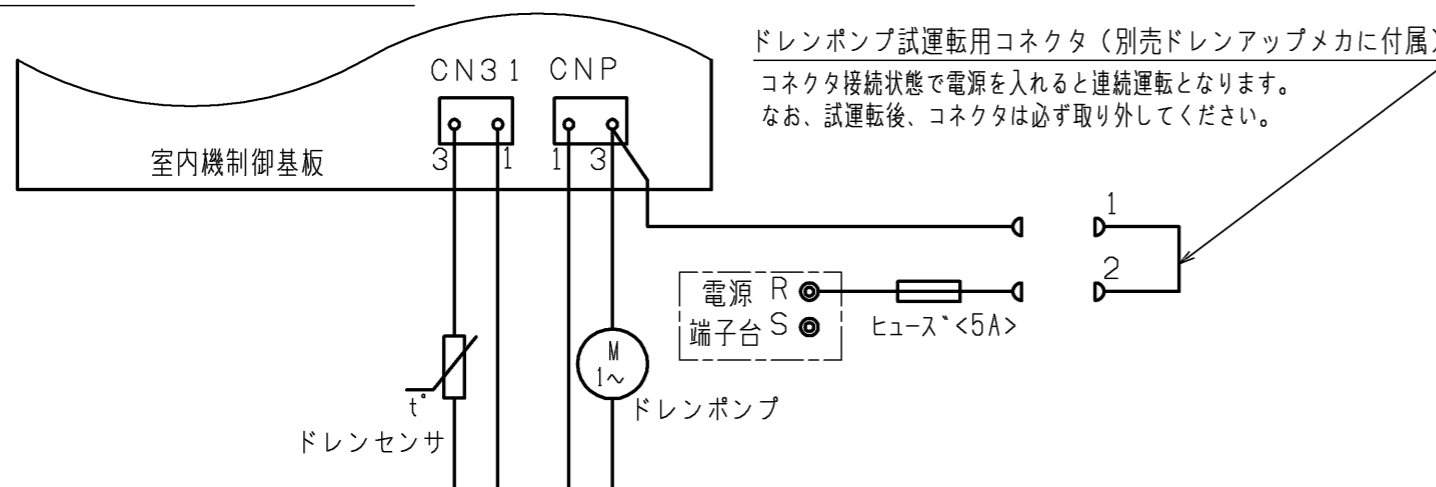 ドレンポンプ試運転用コネクタ（別売ドレンアップメカに付属）
コネクタ接続状態で電源を入れると連続運転となります。
なお、試運転後、コネクタは必ず取り外してください。
CN31 CNP
3 1 1 3
室内機制御基板
1
2
電源 R
端子台 S
ヒューズ<5A>
M
1~
t°
ドレンポンプ
ドレンセンサ